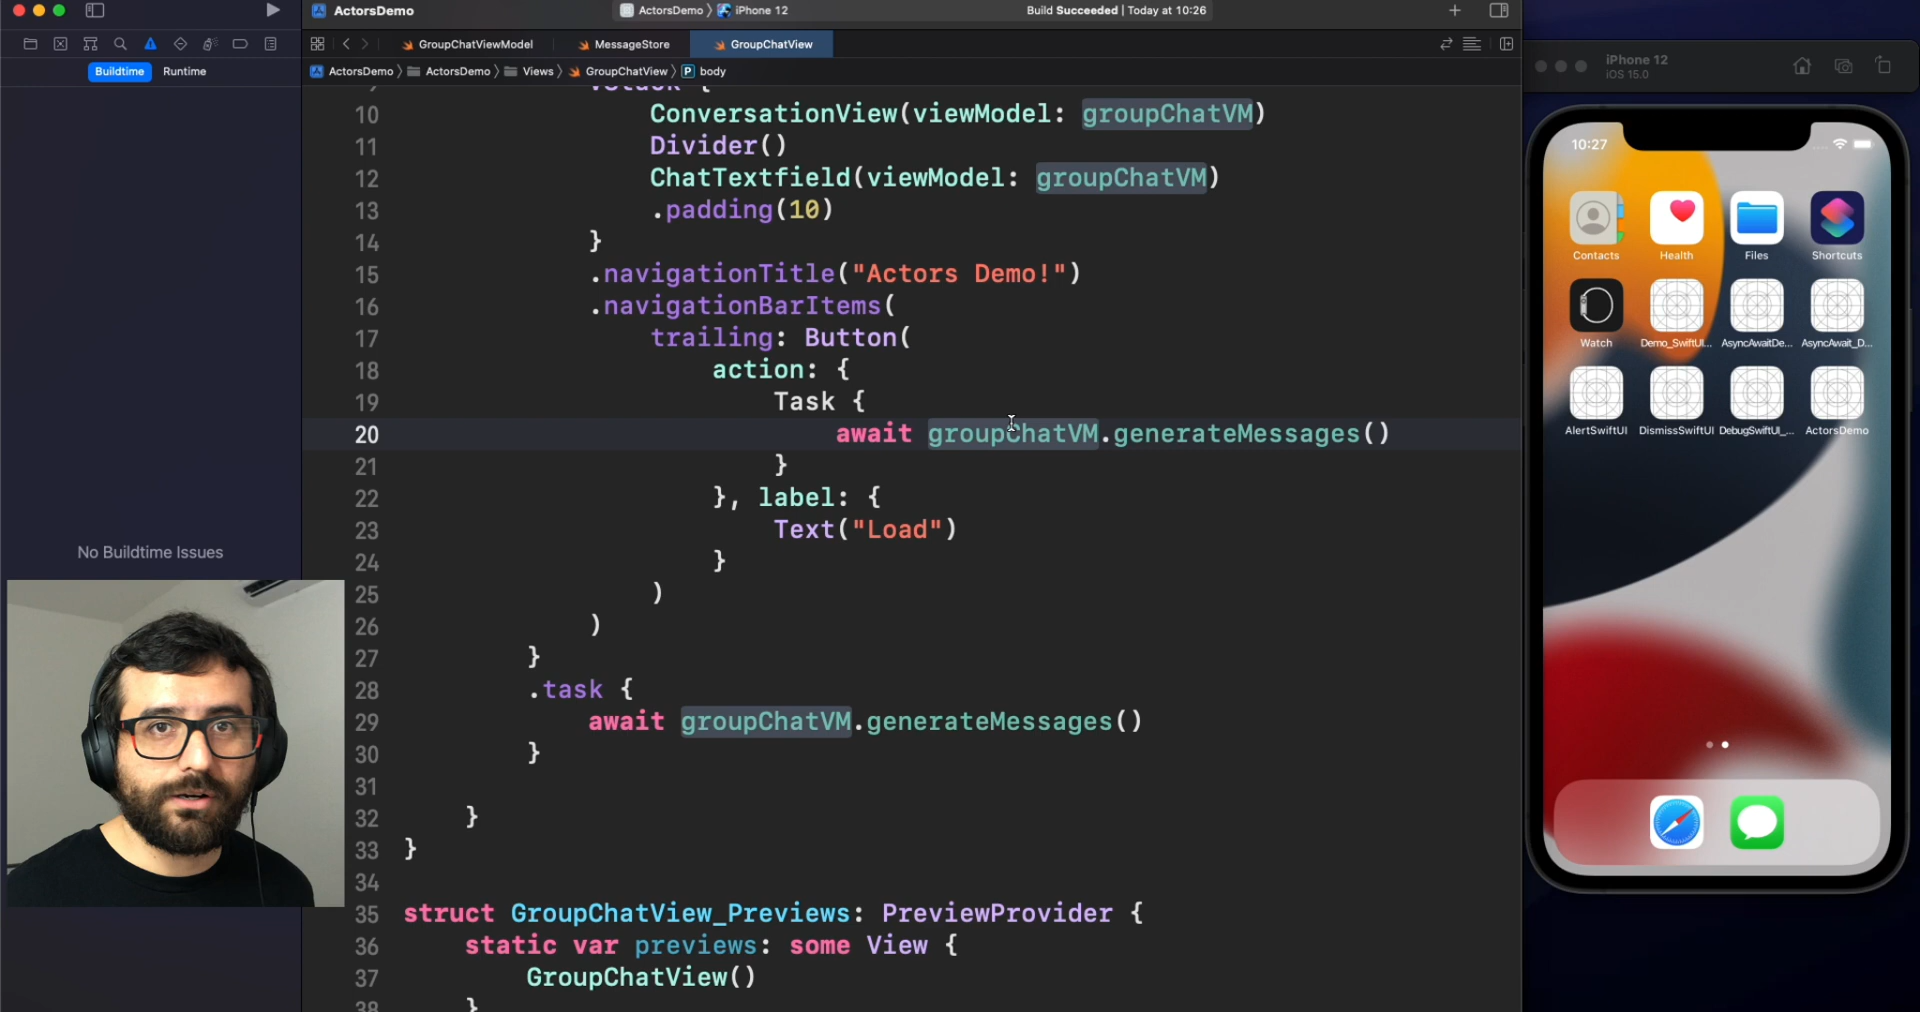 ActorsDemo
ActorsDemo
iPhone 12
Build Succeeded | Today at 10:26
GroupChatViewModel
MessageStore
GroupChatView
Buildtime
Runtime
ActorsDemo
ActorsDemo
Views
GroupChatView
P body
10 ConversationView(viewModel: groupChatVM)
11 Divider()
12 ChatTextfield(viewModel: groupChatVM)
13 .padding(10)
14 }
15 .navigationTitle("Actors Demo!")
16 .navigationBarItems(
17 trailing: Button(
18 action: {
19 Task {
20 await groupChatVM.generateMessages()
21 }
22 }, label: {
23 Text("Load")
24 }
25 )
26 )
27 }
28 .task {
29 await groupChatVM.generateMessages()
30 }
31
32 }
33 }
34
35 struct GroupChatView_Previews: PreviewProvider {
36 static var previews: some View {
37 GroupChatView()
38 }
No Buildtime Issues
iPhone 12
iOS 15.0
10:27
Contacts
Health
Files
Shortcuts
Watch
Demo_SwiftUI...
AsyncAwaitDe...
AsyncAwait_D...
AlertSwiftUI
DismissSwiftUI
DebugSwiftUI_...
ActorsDemo